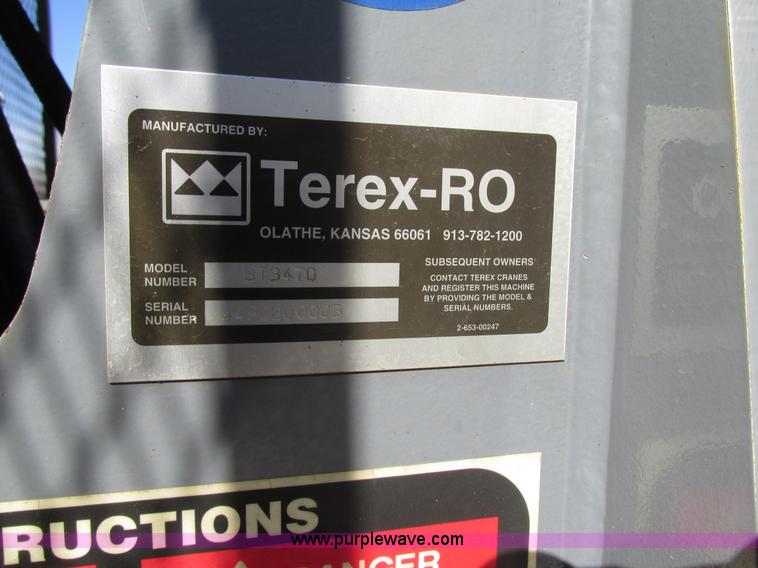 MANUFACTURED BY:
Terex-RO
OLATHE, KANSAS 66061 913-782-1200
MODEL
NUMBER
BT3470
SERIAL
NUMBER
SUBSEQUENT OWNERS
CONTACT TEREX CRANES
AND REGISTER THIS MACHINE
BY PROVIDING THE MODEL &
SERIAL NUMBERS.
2-653-00247
RUCTIONS
www.purplewave.com